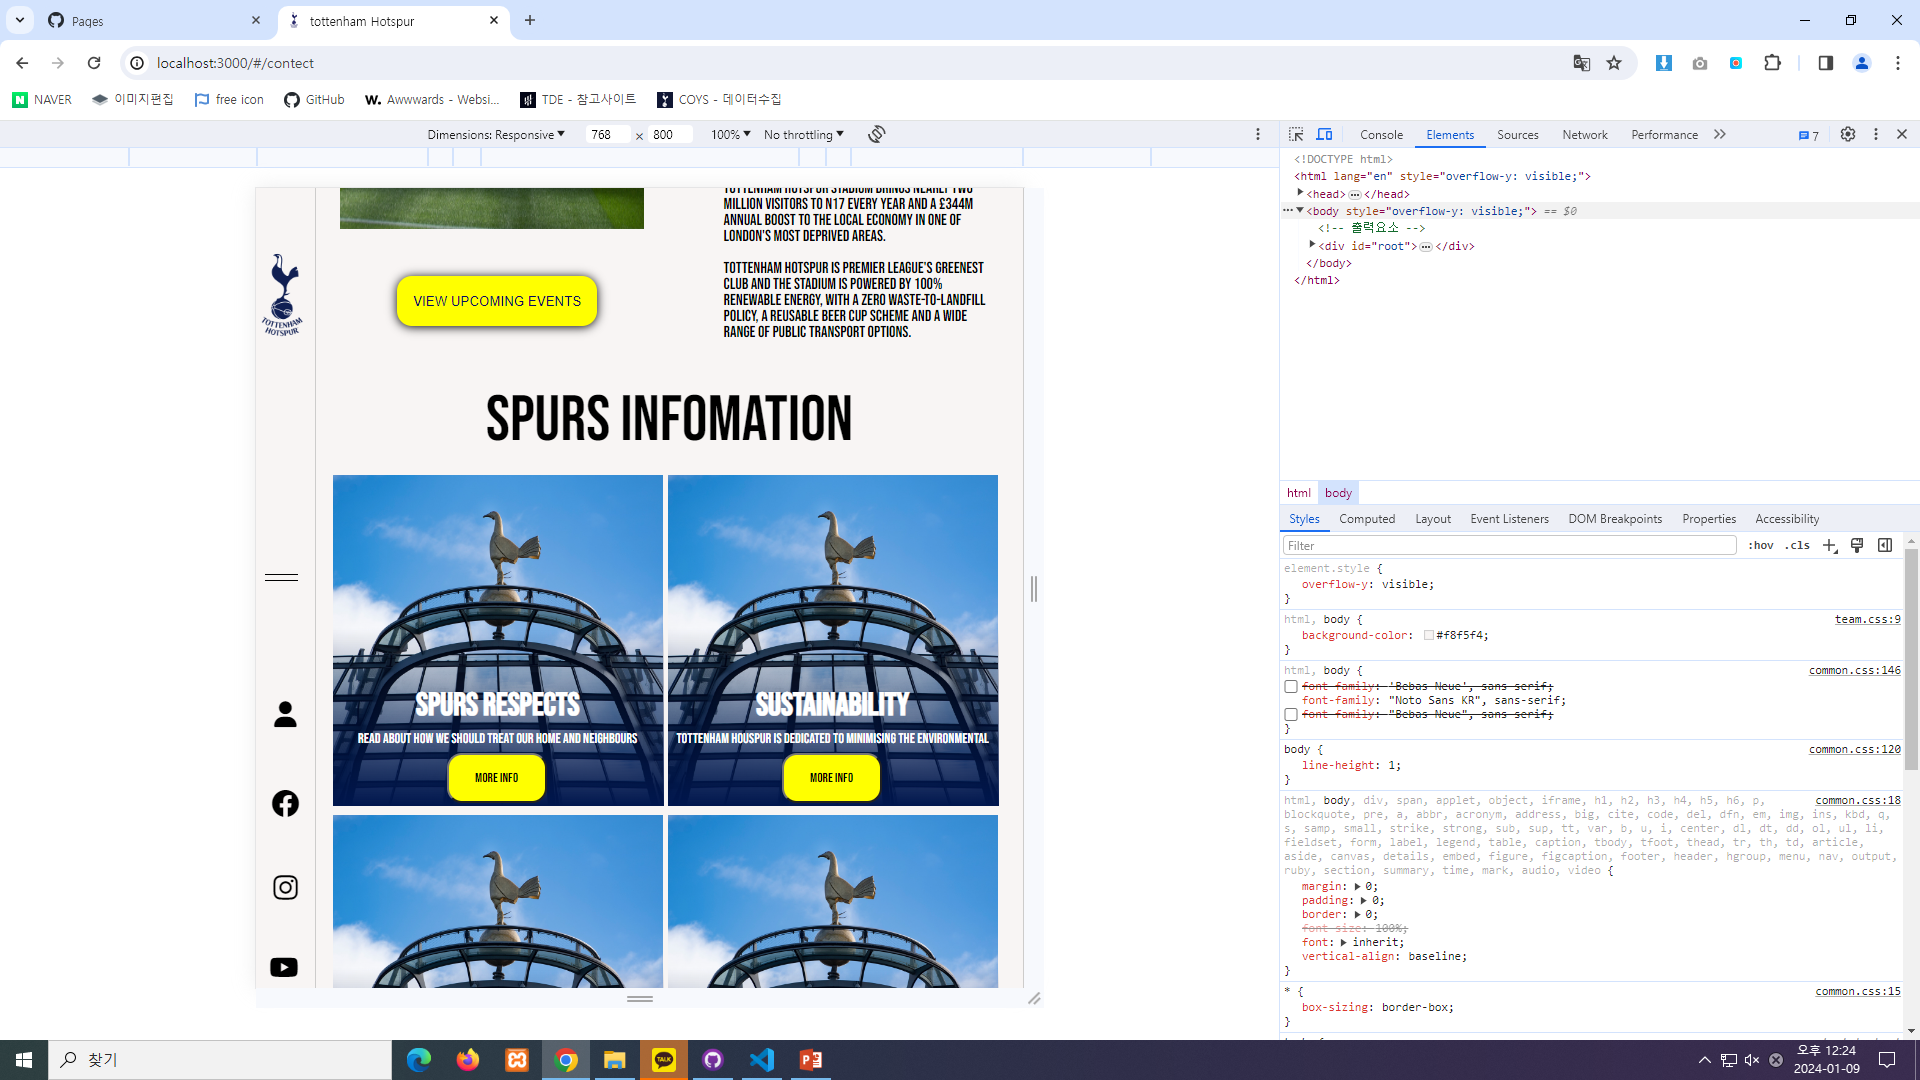 Pages
tottenham Hotspur
localhost:3000/#/contect
NAVER
이미지편집
free icon
GitHub
Awwwards - Websi...
TDE - 참고사이트
COYS - 데이터수집
Dimensions: Responsive
768
×
800
100%
No throttling
TOTTENHAM HOTSPUR STADIUM BRINGS NEARLY TWO
MILLION VISITORS TO N17 EVERY YEAR AND A £344M
ANNUAL BOOST TO THE LOCAL ECONOMY IN ONE OF
LONDON'S MOST DEPRIVED AREAS.
TOTTENHAM HOTSPUR IS PREMIER LEAGUE'S GREENEST
CLUB AND THE STADIUM IS POWERED BY 100%
RENEWABLE ENERGY, WITH A ZERO WASTE-TO-LANDFILL
POLICY, A REUSABLE BEER CUP SCHEME AND A WIDE
RANGE OF PUBLIC TRANSPORT OPTIONS.
VIEW UPCOMING EVENTS
TOTTENHAM
HOTSPUR
SPURS INFOMATION
SPURS RESPECTS
READ ABOUT HOW WE SHOULD TREAT OUR HOME AND NEIGHBOURS
MORE INFO
SUSTAINABILITY
TOTTENHAM HOUSPUR IS DEDICATED TO MINIMISING THE ENVIRONMENTAL
MORE INFO
Console
Elements
Sources
Network
Performance
7
<!DOCTYPE html>
<html lang="en" style="overflow-y: visible;">
<head>…</head>
<body style="overflow-y: visible;"> == $0
<!-- 출력요소 -->
<div id="root">…</div>
</body>
</html>
html
body
Styles
Computed
Layout
Event Listeners
DOM Breakpoints
Properties
Accessibility
Filter
:hov
.cls
element.style {
overflow-y: visible;
}
html, body {
team.css:9
background-color: #f8f5f4;
}
html, body {
common.css:146
font-family: 'Bebas Neue', sans-serif;
font-family: "Noto Sans KR", sans-serif;
font-family: "Bebas Neue", sans-serif;
}
body {
common.css:120
line-height: 1;
}
html, body, div, span, applet, object, iframe, h1, h2, h3, h4, h5, h6, p,
common.css:18
blockquote, pre, a, abbr, acronym, address, big, cite, code, del, dfn, em, img, ins, kbd, q,
s, samp, small, strike, strong, sub, sup, tt, var, b, u, i, center, dl, dt, dd, ol, ul, li,
fieldset, form, label, legend, table, caption, tbody, tfoot, thead, tr, th, td, article,
aside, canvas, details, embed, figure, figcaption, footer, header, hgroup, menu, nav, output,
ruby, section, summary, time, mark, audio, video {
margin: 0;
padding: 0;
border: 0;
font-size: 100%;
font: inherit;
vertical-align: baseline;
}
* {
common.css:15
box-sizing: border-box;
}
찾기
TALK
오후 12:24
2024-01-09